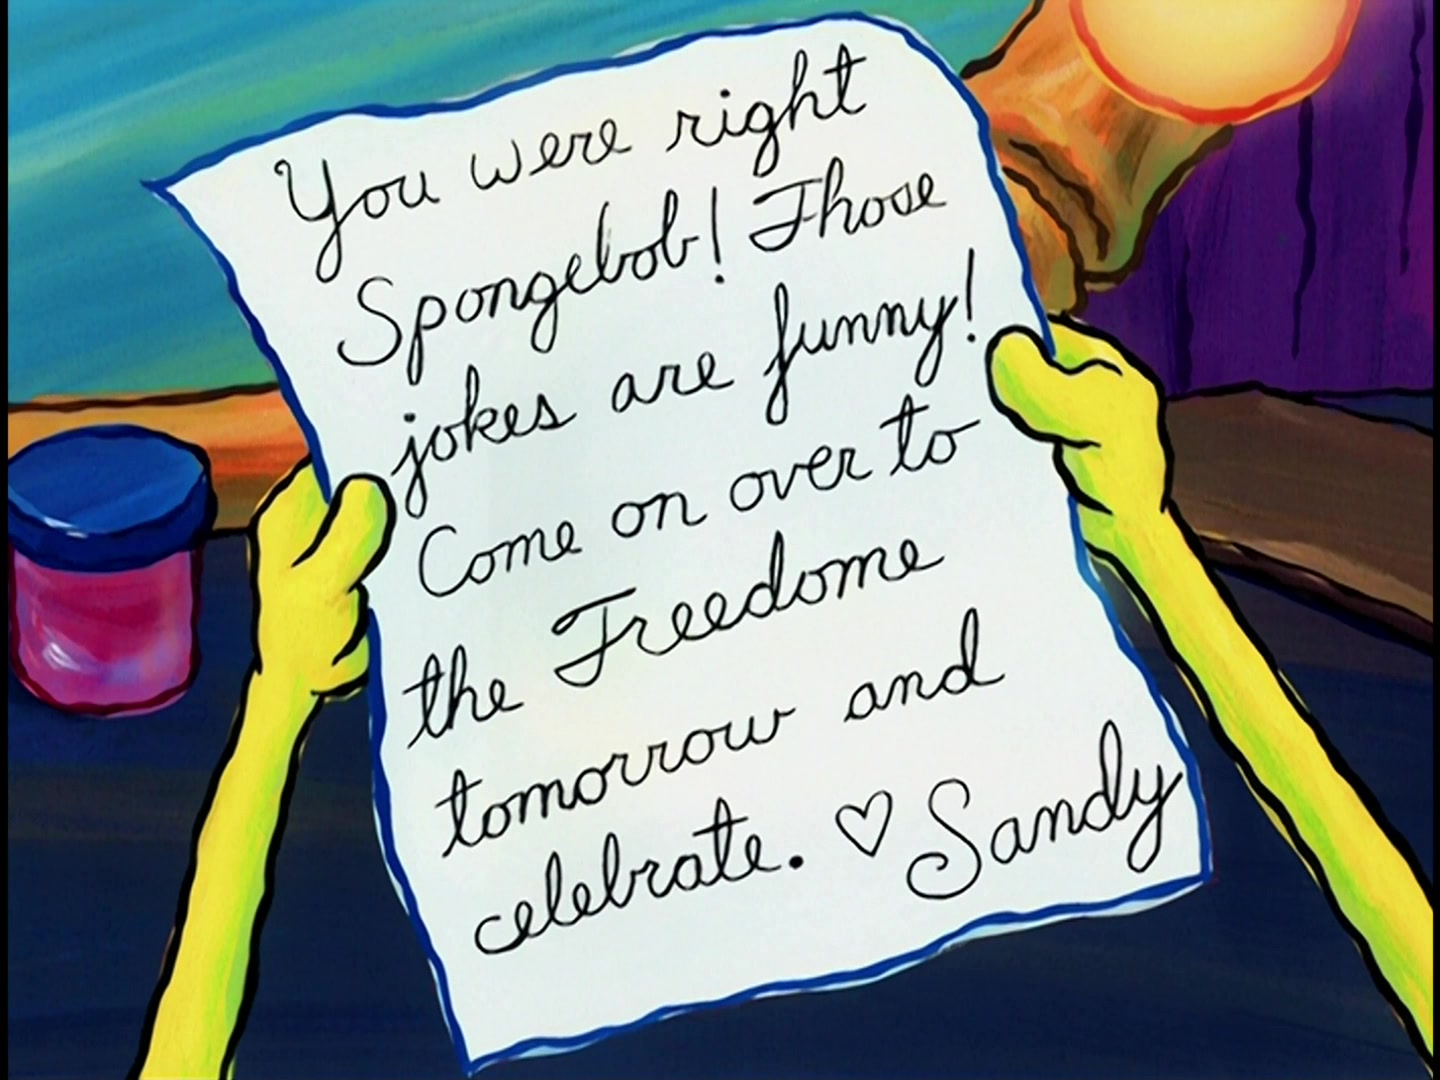 You were right
Spongebob! Those
jokes are funny!
Come on over to
the Freedome
tomorrow and
celebrate. ♡ Sandy